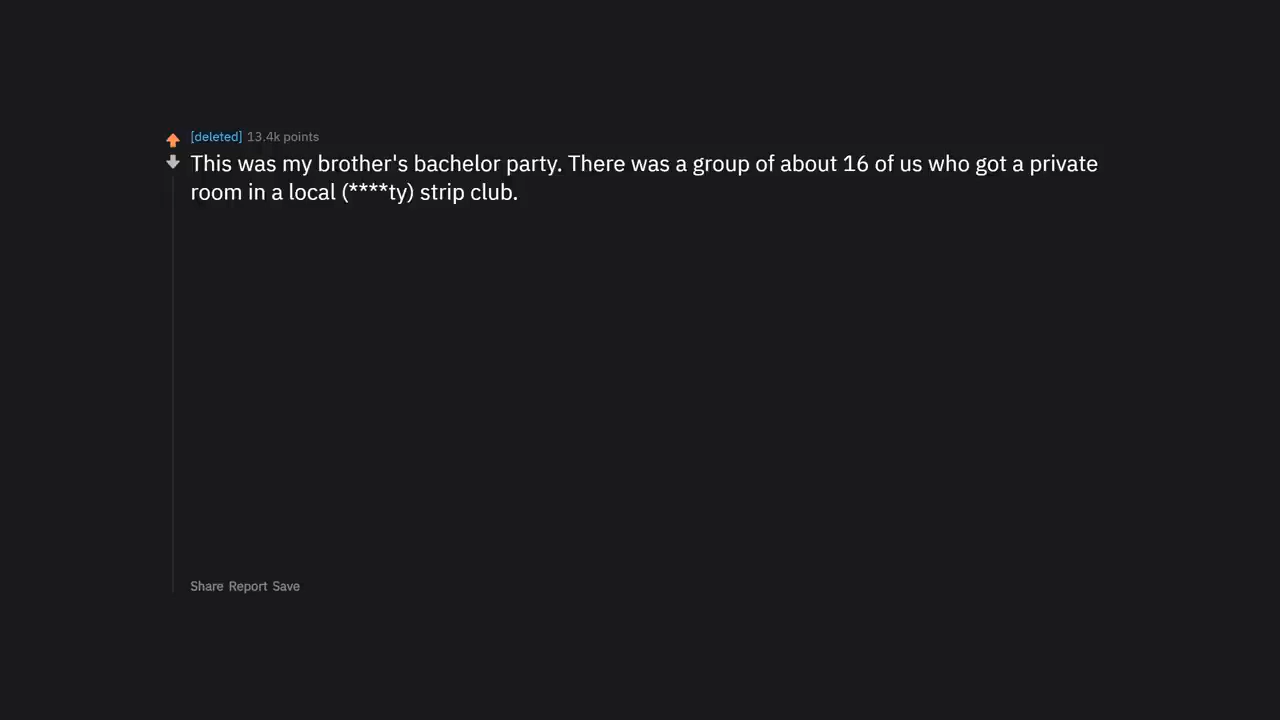 [deleted] 13.4k points
This was my brother's bachelor party. There was a group of about 16 of us who got a private
room in a local (****ty) strip club.
Share Report Save